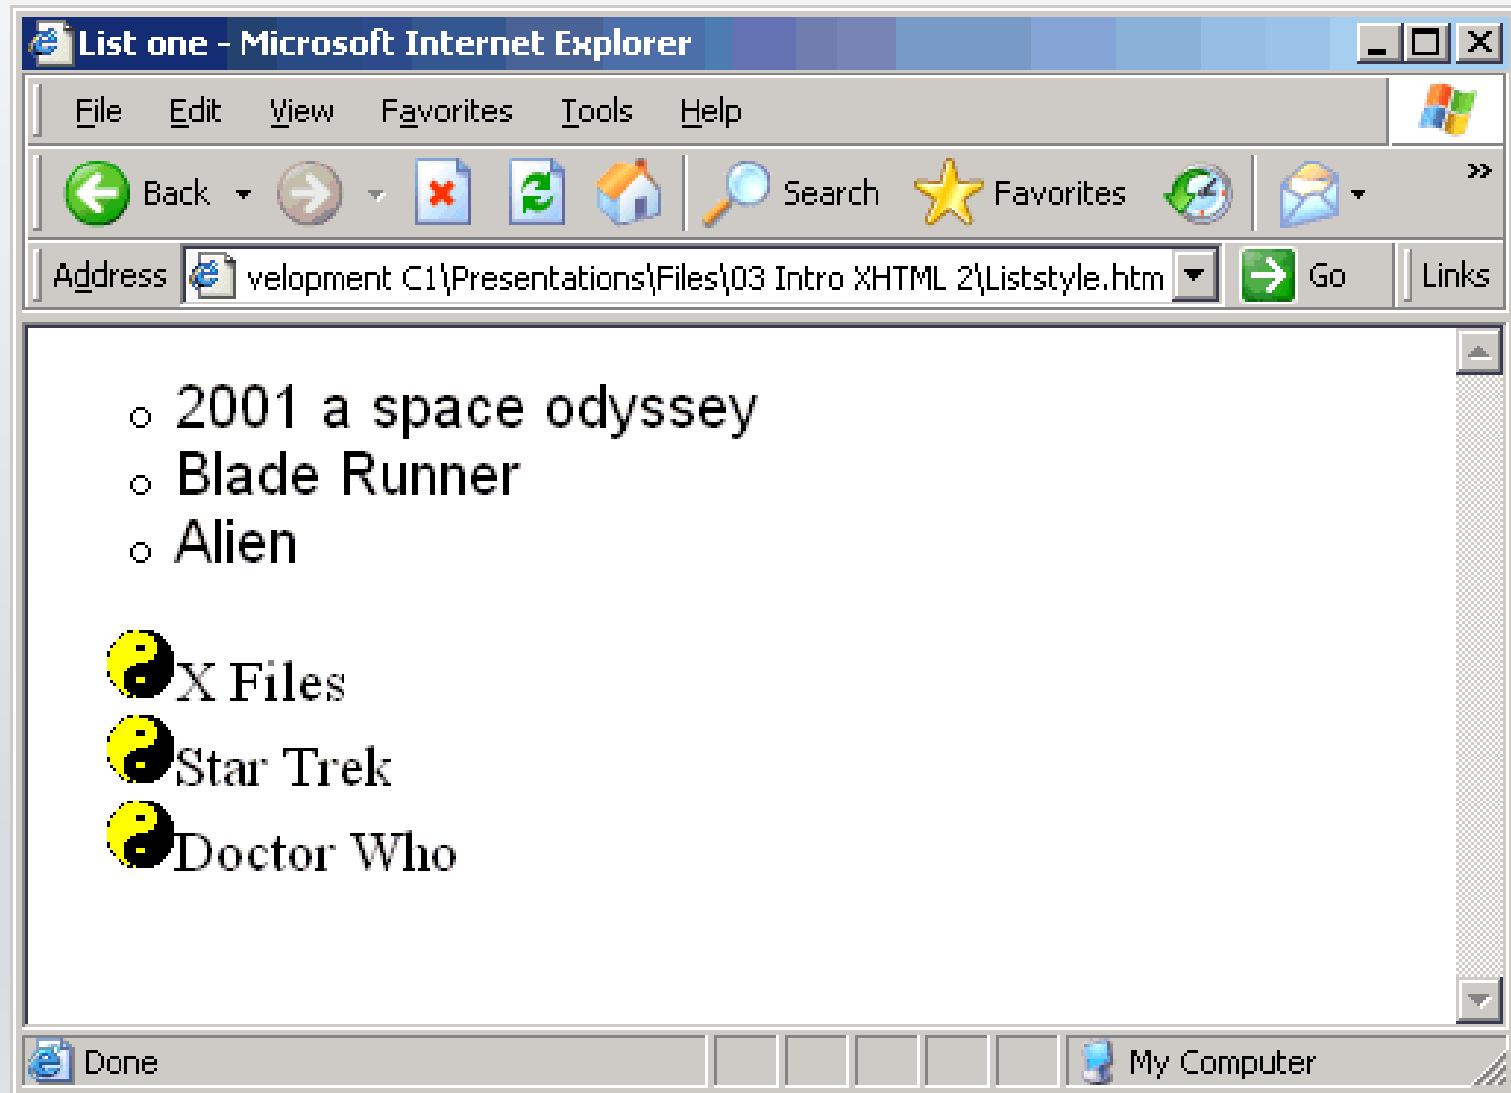 List one - Microsoft Internet Explorer
File Edit View Favorites Tools Help
Back Search Favorites »
Address velopment C1\Presentations\Files\03 Intro XHTML 2\Liststyle.htm Go Links
2001 a space odyssey
Blade Runner
Alien
X Files
Star Trek
Doctor Who
Done My Computer